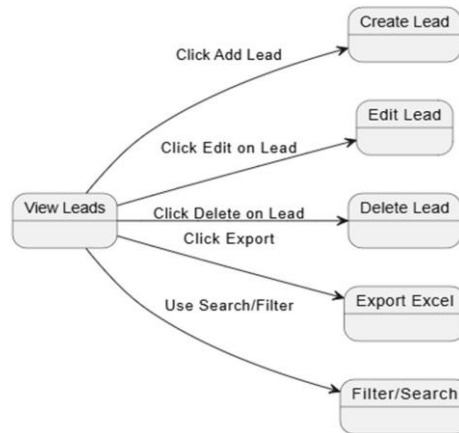 Create Lead
Click Add Lead
Edit Lead
Click Edit on Lead
View Leads
Click Delete on Lead
Delete Lead
Click Export
Export Excel
Use Search/Filter
Filter/Search